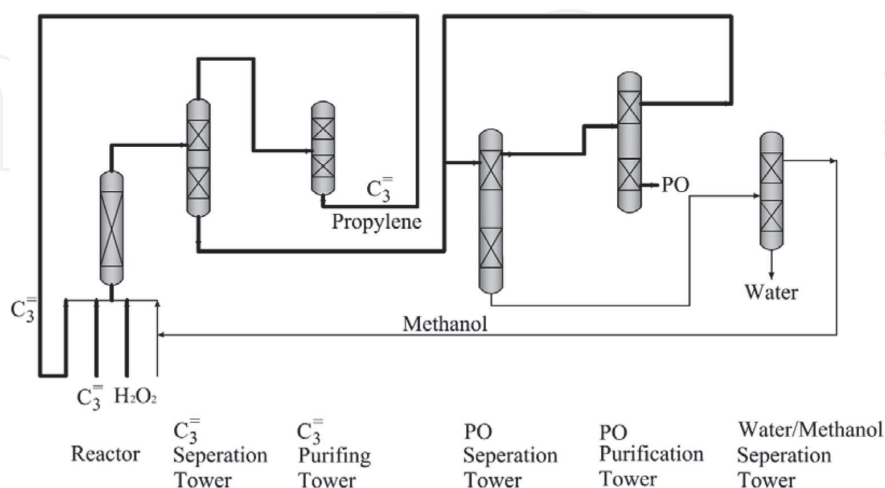 C₃⁼
Propylene
PO
Water
C₃⁼
Methanol
C₃⁼ H₂O₂
Reactor
C₃⁼
Seperation
Tower
C₃⁼
Purifing
Tower
PO
Seperation
Tower
PO
Purification
Tower
Water/Methanol
Seperation
Tower